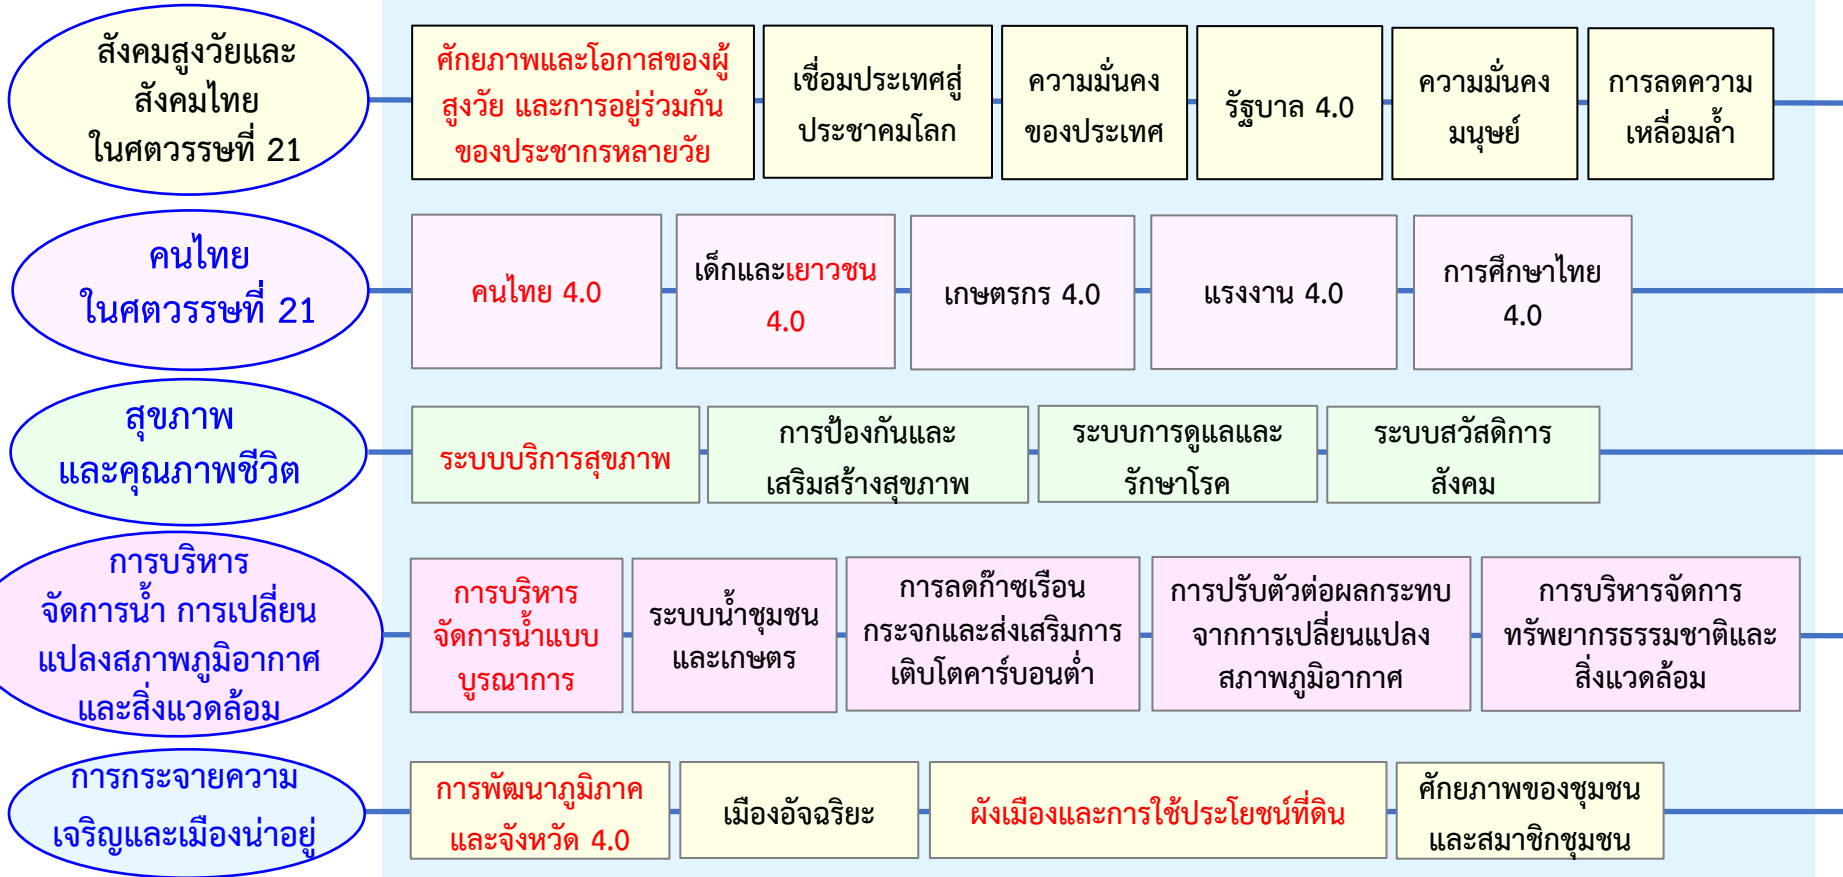 สังคมสูงวัยและ
สังคมไทย
ในศตวรรษที่ 21
ศักยภาพและโอกาสของผู้
สูงวัย และการอยู่ร่วมกัน
ของประชากรหลายวัย
เชื่อมประเทศสู่
ประชาคมโลก
ความมั่นคง
ของประเทศ
รัฐบาล 4.0
ความมั่นคง
มนุษย์
การลดความ
เหลื่อมล้ำ
คนไทย
ในศตวรรษที่ 21
คนไทย 4.0
เด็กและเยาวชน
4.0
เกษตรกร 4.0
แรงงาน 4.0
การศึกษาไทย
4.0
สุขภาพ
และคุณภาพชีวิต
ระบบบริการสุขภาพ
การป้องกันและ
เสริมสร้างสุขภาพ
ระบบการดูแลและ
รักษาโรค
ระบบสวัสดิการ
สังคม
การบริหาร
จัดการน้ำ การเปลี่ยน
แปลงสภาพภูมิอากาศ
และสิ่งแวดล้อม
การบริหาร
จัดการน้ำแบบ
บูรณาการ
ระบบน้ำชุมชน
และเกษตร
การลดก๊าซเรือน
กระจกและส่งเสริมการ
เติบโตคาร์บอนต่ำ
การปรับตัวต่อผลกระทบ
จากการเปลี่ยนแปลง
สภาพภูมิอากาศ
การบริหารจัดการ
ทรัพยากรธรรมชาติและ
สิ่งแวดล้อม
การกระจายความ
เจริญและเมืองน่าอยู่
การพัฒนาภูมิภาค
และจังหวัด 4.0
เมืองอัจฉริยะ
ผังเมืองและการใช้ประโยชน์ที่ดิน
ศักยภาพของชุมชน
และสมาชิกชุมชน